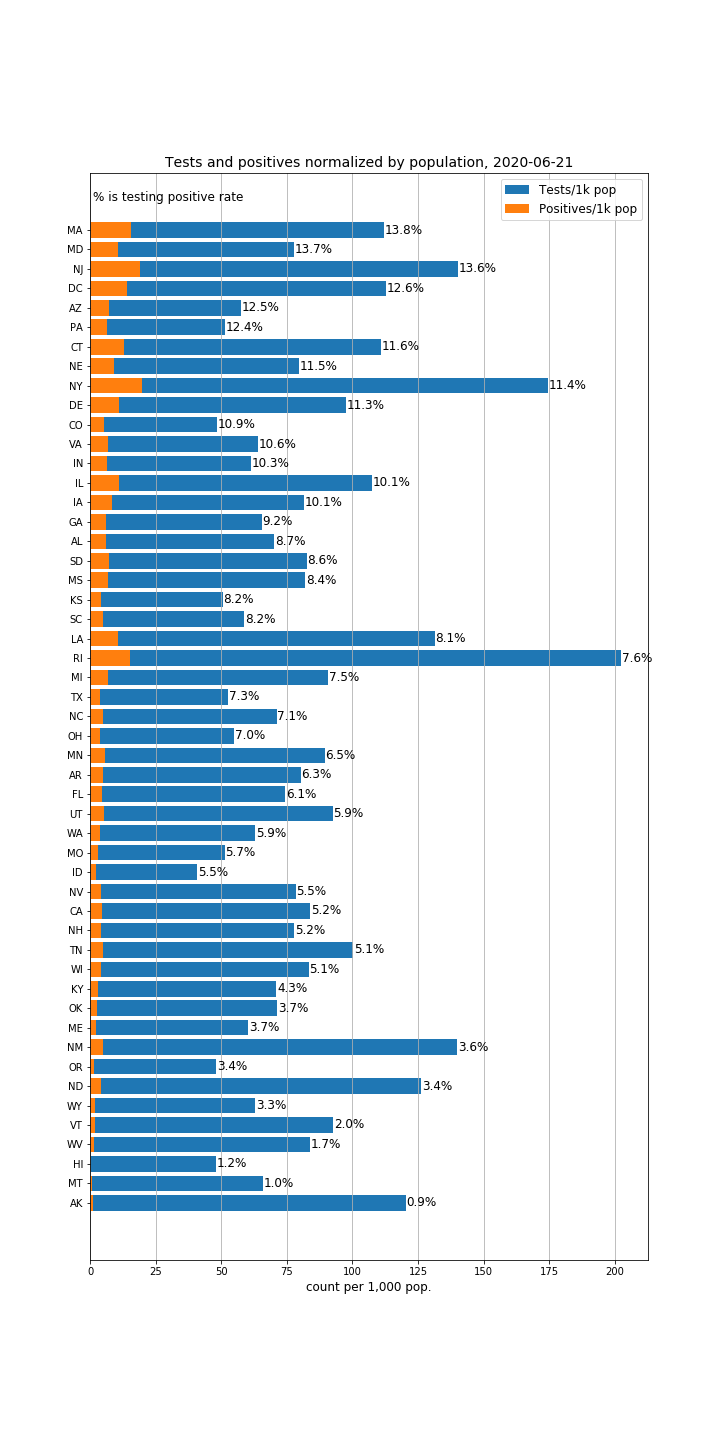 Tests and positives normalized by population, 2020-06-21
% is testing positive rate
Tests/1k pop
Positives/1k pop
MA 13.8%
MD 13.7%
NJ 13.6%
DC 12.6%
AZ 12.5%
PA 12.4%
CT 11.6%
NE 11.5%
NY 11.4%
DE 11.3%
CO 10.9%
VA 10.6%
IN 10.3%
IL 10.1%
IA 10.1%
GA 9.2%
AL 8.7%
SD 8.6%
MS 8.4%
KS 8.2%
SC 8.2%
LA 8.1%
RI 7.6%
MI 7.5%
TX 7.3%
NC 7.1%
OH 7.0%
MN 6.5%
AR 6.3%
FL 6.1%
UT 5.9%
WA 5.9%
MO 5.7%
ID 5.5%
NV 5.5%
CA 5.2%
NH 5.2%
TN 5.1%
WI 5.1%
KY 4.3%
OK 3.7%
ME 3.7%
NM 3.6%
OR 3.4%
ND 3.4%
WY 3.3%
VT 2.0%
WV 1.7%
HI 1.2%
MT 1.0%
AK 0.9%
0 25 50 75 100 125 150 175 200
count per 1,000 pop.